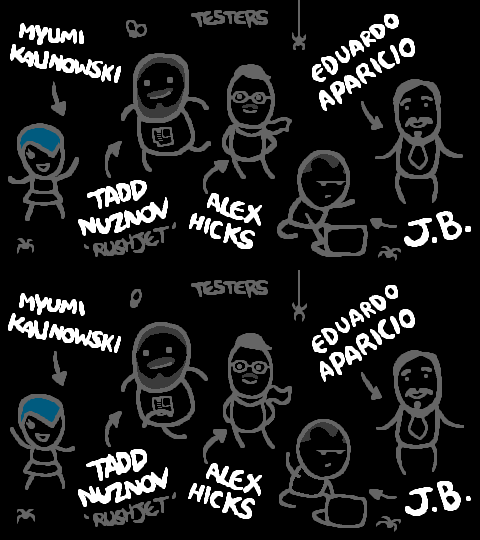 TESTERS
MYUMI
KALINOWSKI
EDUARDO
APARICIO
TADD
NUZNOV
'RUSHJET'
ALEX
HICKS
J.B.
TESTERS
MYUMI
KALINOWSKI
EDUARDO
APARICIO
TADD
NUZNOV
'RUSHJET'
ALEX
HICKS
J.B.